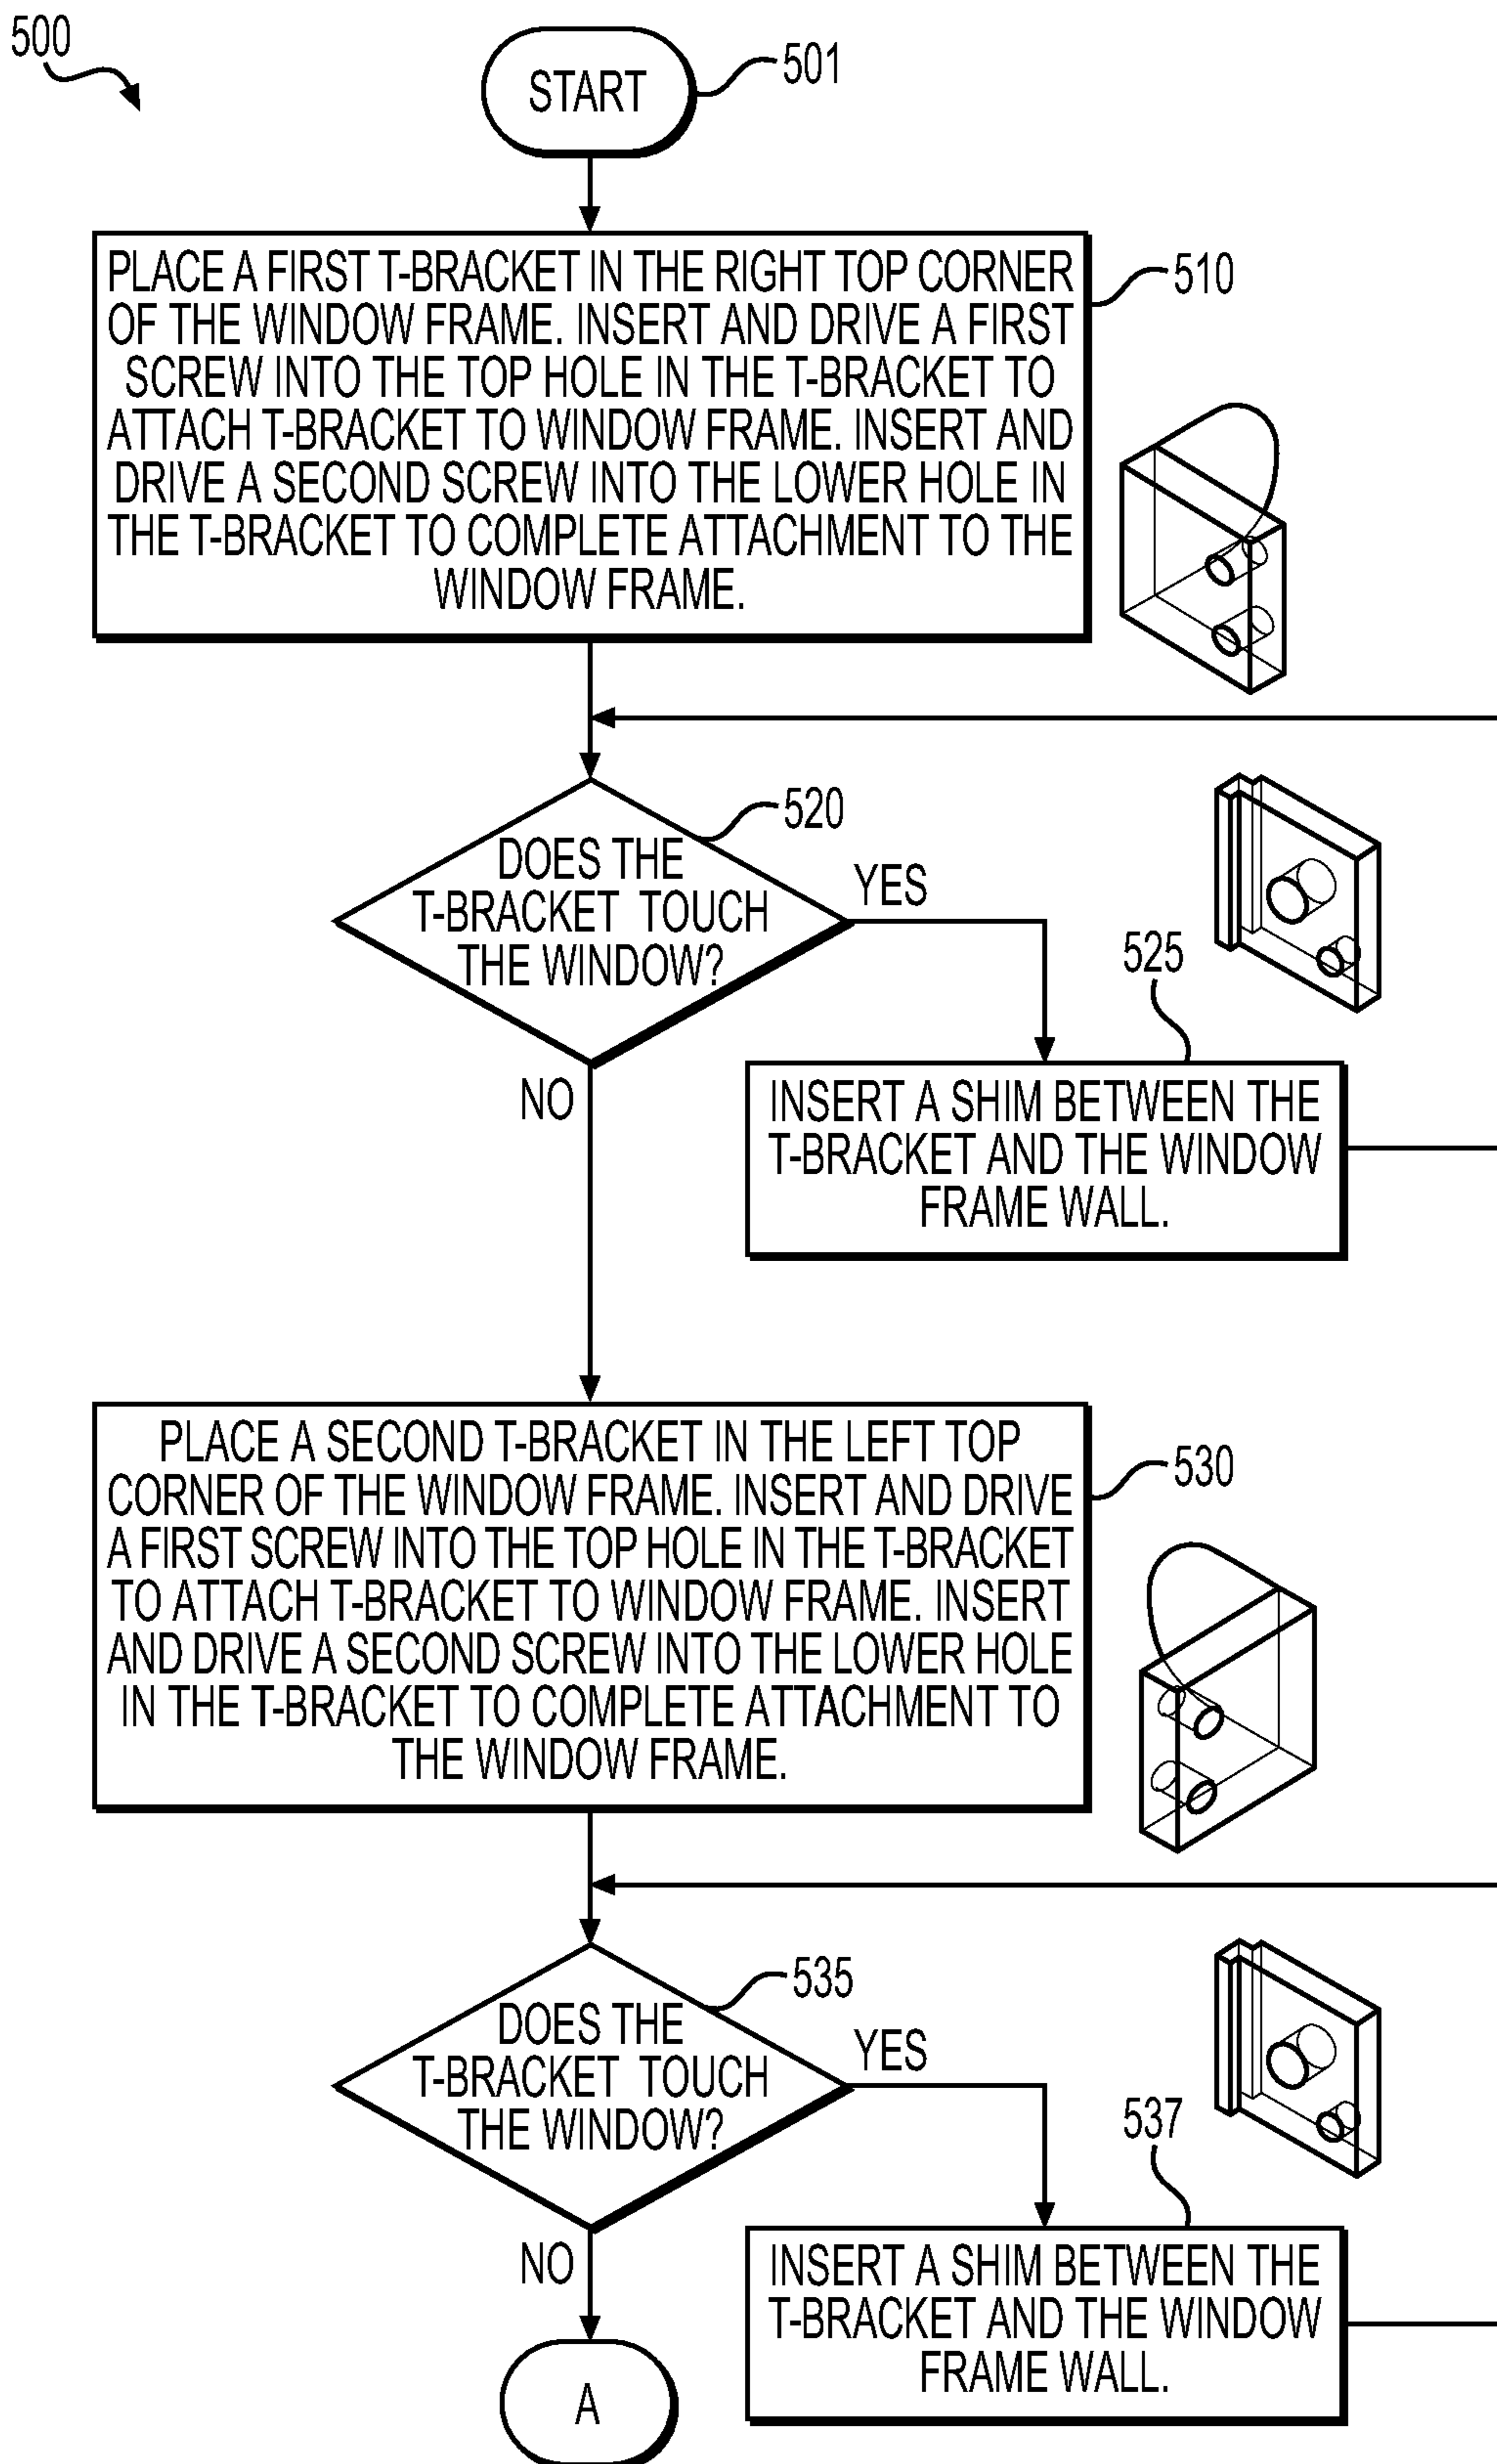 500
START
501
PLACE A FIRST T-BRACKET IN THE RIGHT TOP CORNER
OF THE WINDOW FRAME. INSERT AND DRIVE A FIRST
SCREW INTO THE TOP HOLE IN THE T-BRACKET TO
ATTACH T-BRACKET TO WINDOW FRAME. INSERT AND
DRIVE A SECOND SCREW INTO THE LOWER HOLE IN
THE T-BRACKET TO COMPLETE ATTACHMENT TO THE
WINDOW FRAME.
510
520
DOES THE
T-BRACKET TOUCH
THE WINDOW?
YES
NO
525
INSERT A SHIM BETWEEN THE
T-BRACKET AND THE WINDOW
FRAME WALL.
PLACE A SECOND T-BRACKET IN THE LEFT TOP
CORNER OF THE WINDOW FRAME. INSERT AND DRIVE
A FIRST SCREW INTO THE TOP HOLE IN THE T-BRACKET
TO ATTACH T-BRACKET TO WINDOW FRAME. INSERT
AND DRIVE A SECOND SCREW INTO THE LOWER HOLE
IN THE T-BRACKET TO COMPLETE ATTACHMENT TO
THE WINDOW FRAME.
530
535
DOES THE
T-BRACKET TOUCH
THE WINDOW?
YES
NO
537
INSERT A SHIM BETWEEN THE
T-BRACKET AND THE WINDOW
FRAME WALL.
A